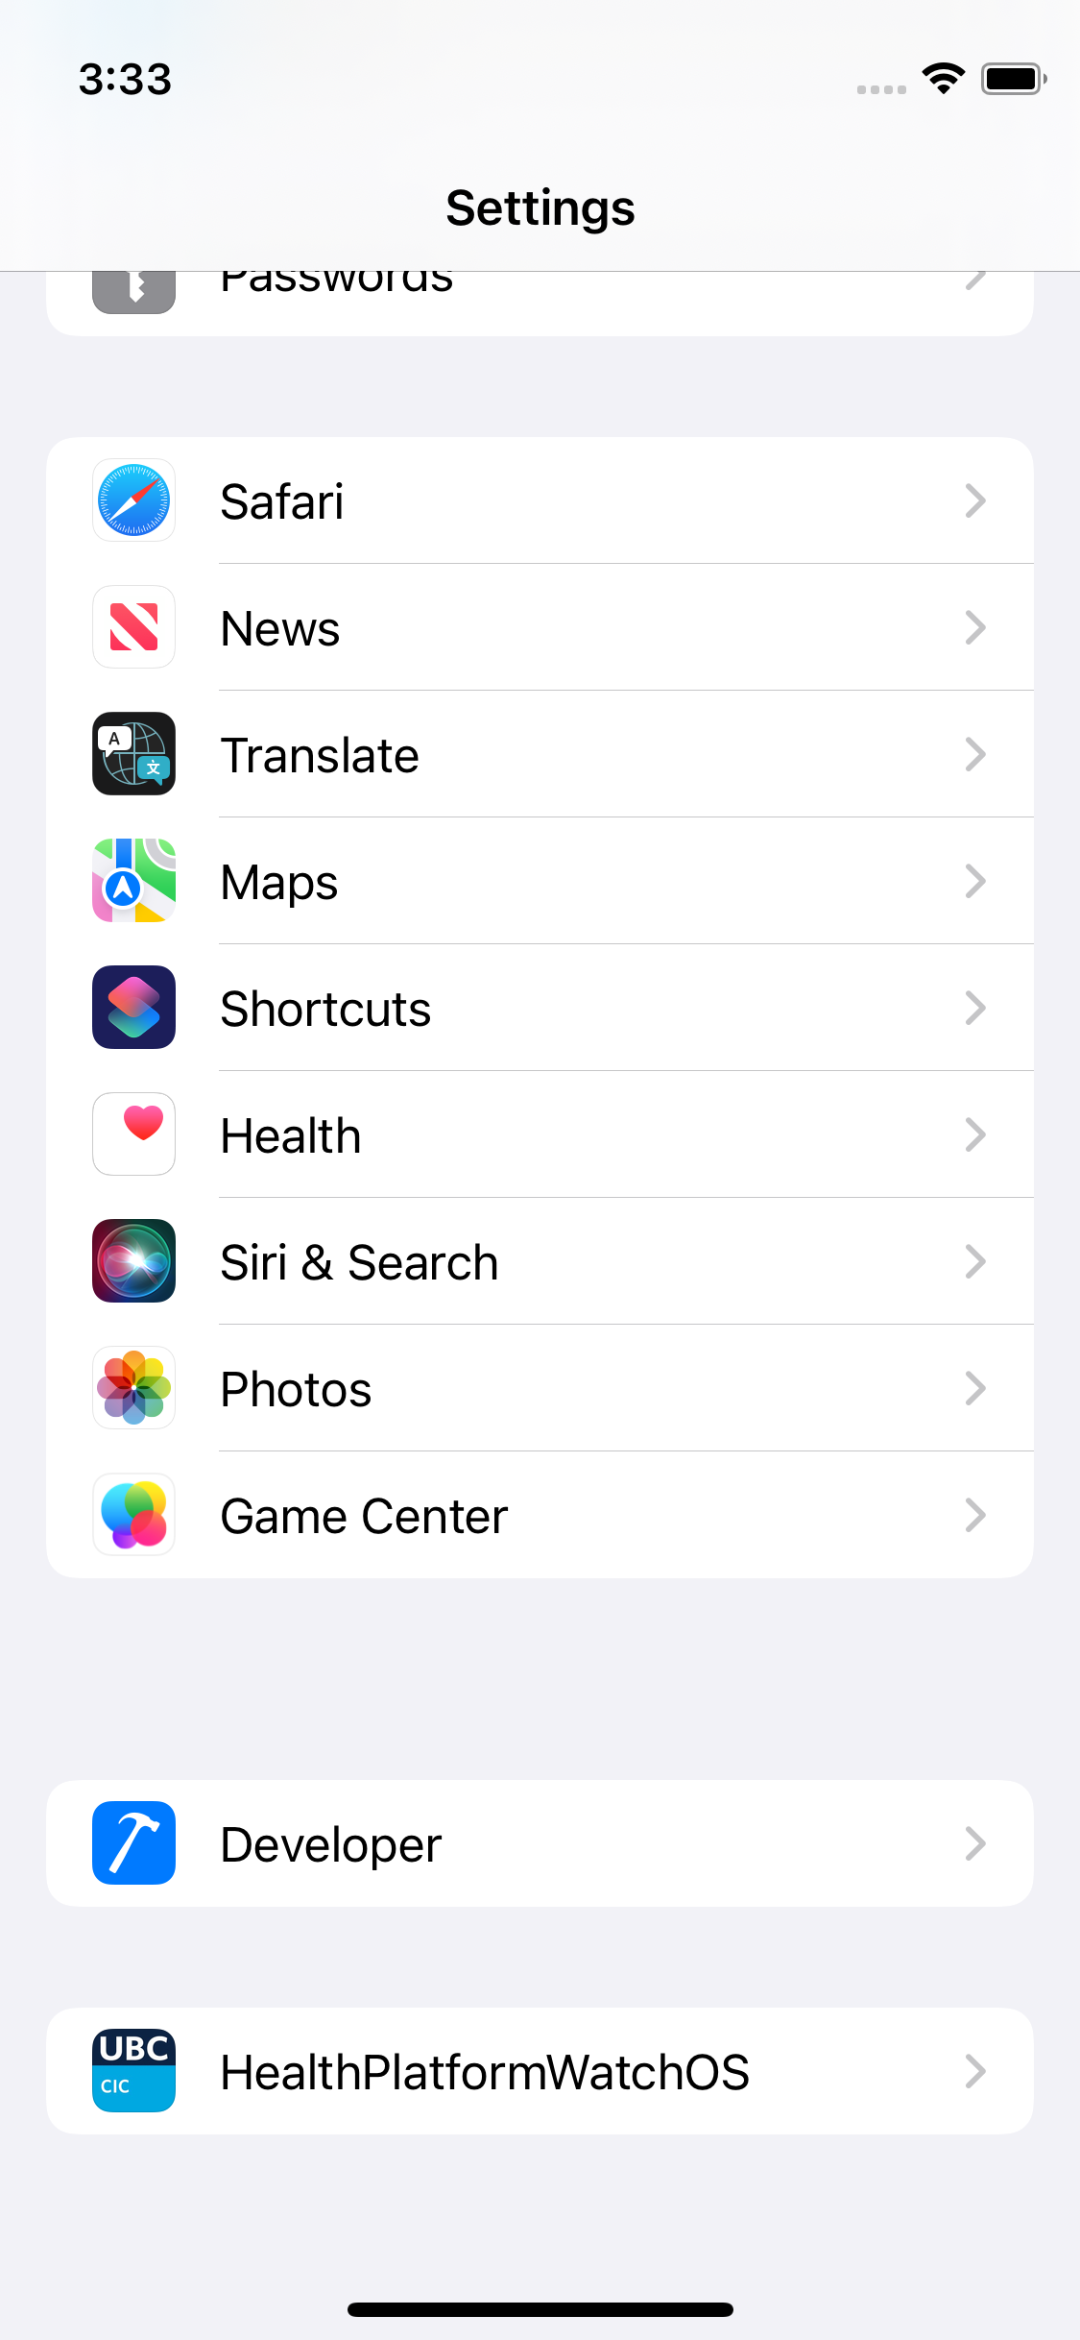 3:33
Settings
Passwords
Safari
News
A
文
Translate
Maps
Shortcuts
Health
Siri & Search
Photos
Game Center
Developer
UBC
CIC
HealthPlatformWatchOS